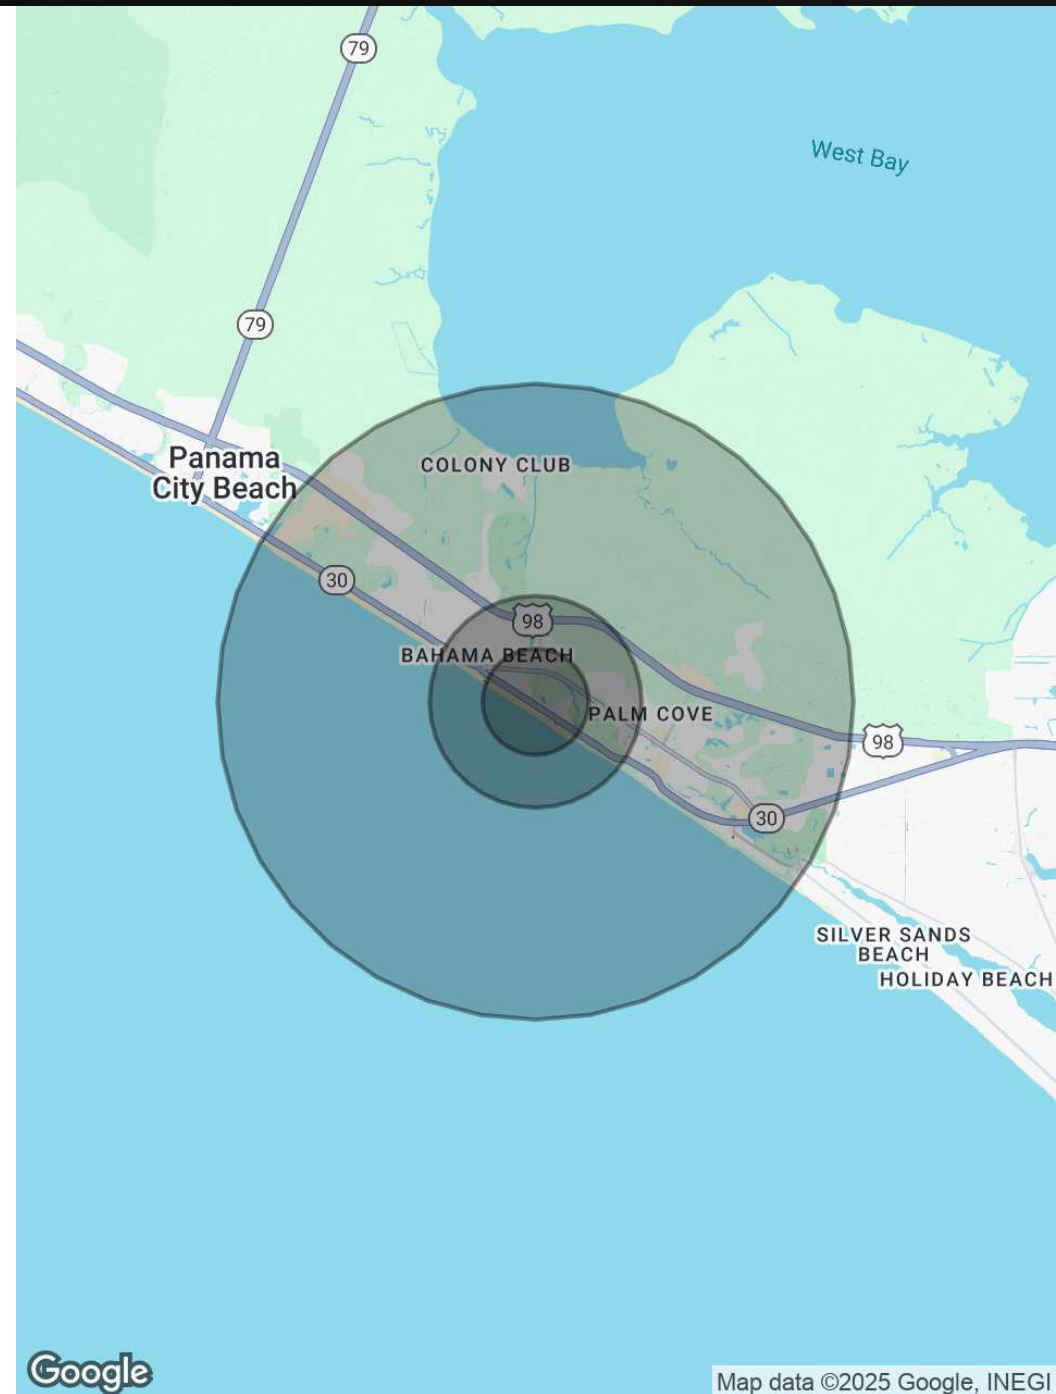 79
West Bay
79
Panama
City Beach
COLONY CLUB
30
98
BAHAMA BEACH
PALM COVE
98
30
SILVER SANDS
BEACH
HOLIDAY BEACH
Google
Map data ©2025 Google, INEGI